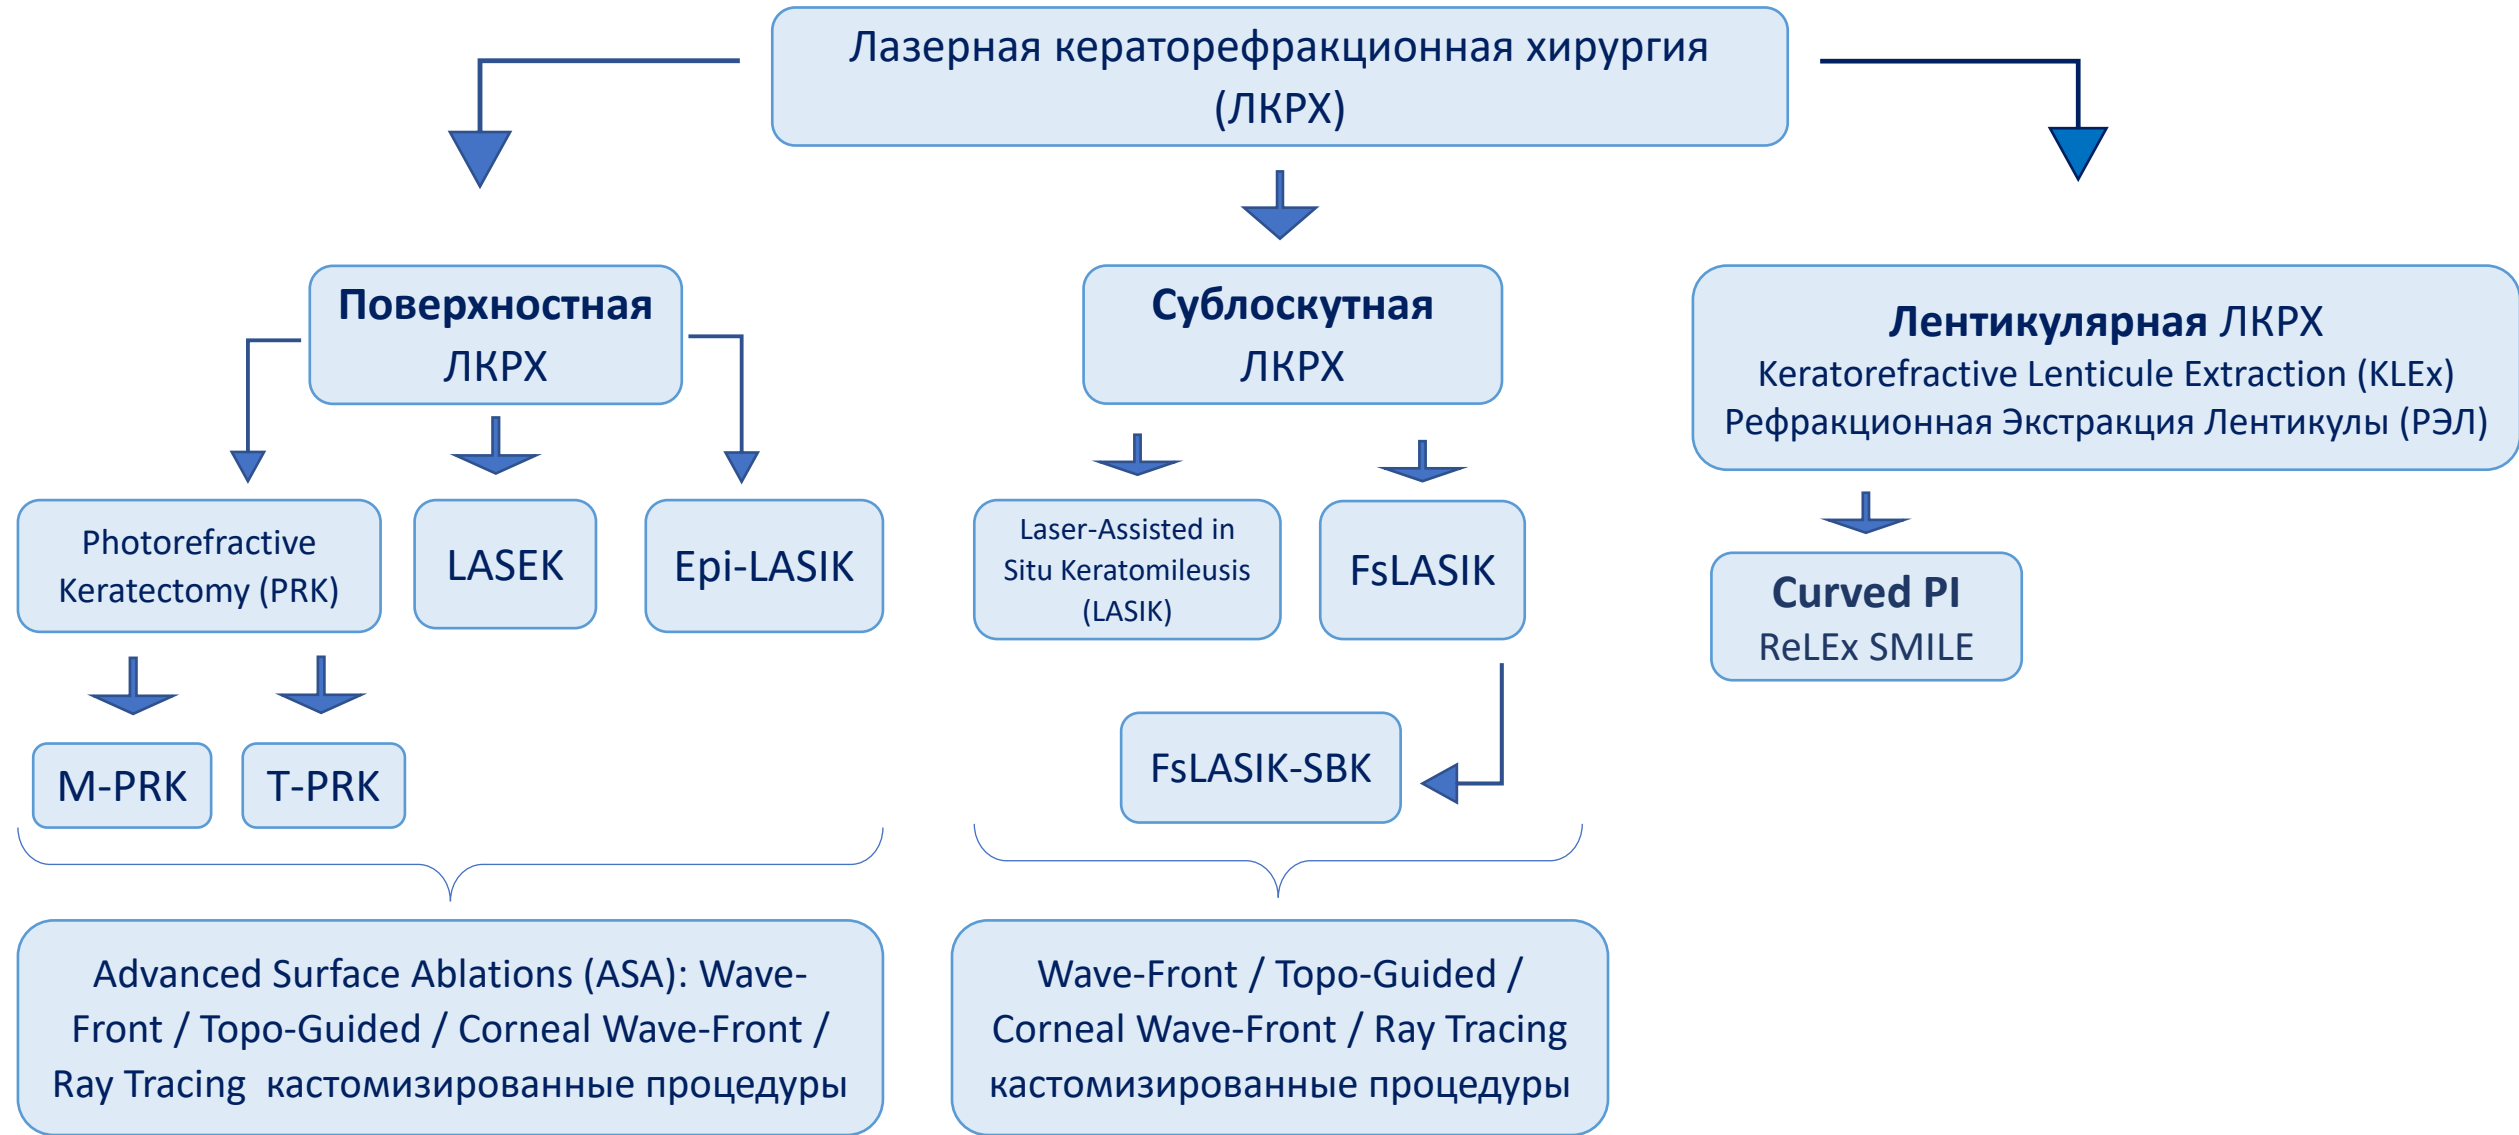 Лазерная кераторефракционная хирургия
(ЛКРХ)
Поверхностная
ЛКРХ
Сублоскутная
ЛКРХ
Лентикулярная ЛКРХ
Keratorefractive Lenticule Extraction (KLEx)
Рефракционная Экстракция Лентикулы (РЭЛ)
Photorefractive
Keratectomy (PRK)
LASEK
Epi-LASIK
Laser-Assisted in
Situ Keratomileusis
(LASIK)
FsLASIK
Curved PI
ReLEx SMILE
M-PRK
T-PRK
FsLASIK-SBK
Advanced Surface Ablations (ASA): Wave-
Front / Topo-Guided / Corneal Wave-Front /
Ray Tracing кастомизированные процедуры
Wave-Front / Topo-Guided /
Corneal Wave-Front / Ray Tracing
кастомизированные процедуры